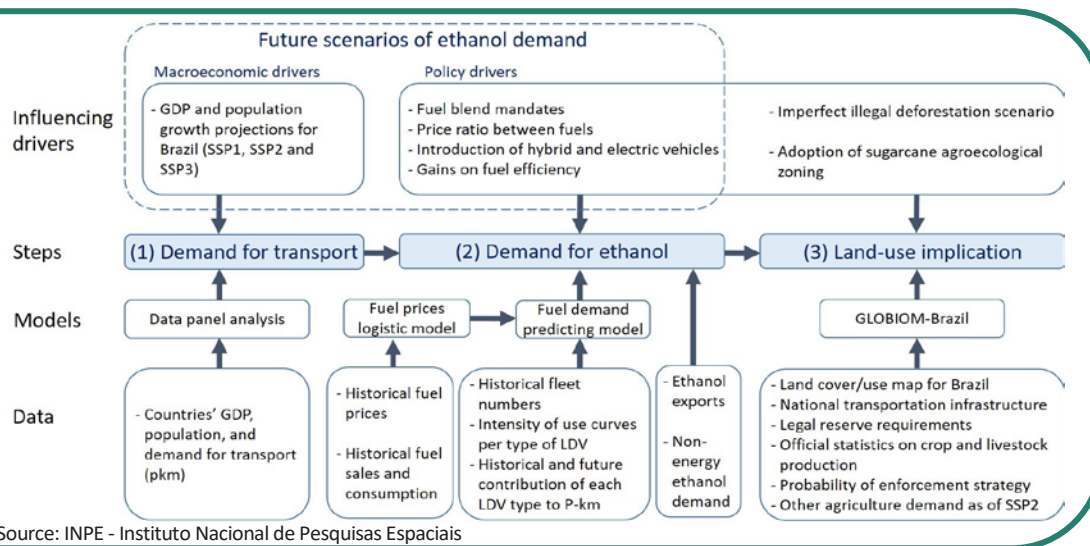 Future scenarios of ethanol demand
Macroeconomic drivers
Policy drivers
Influencing
drivers
- GDP and population
growth projections for
Brazil (SSP1, SSP2 and
SSP3)
- Fuel blend mandates
- Price ratio between fuels
- Introduction of hybrid and electric vehicles
- Gains on fuel efficiency
- Imperfect illegal deforestation scenario
- Adoption of sugarcane agroecological
zoning
Steps
(1) Demand for transport
(2) Demand for ethanol
(3) Land-use implication
Models
Data panel analysis
Fuel prices
logistic model
Fuel demand
predicting model
GLOBIOM-Brazil
Data
- Countries' GDP,
population, and
demand for transport
(pkm)
- Historical fuel
prices
- Historical fuel
sales and
consumption
- Historical fleet
numbers
- Intensity of use curves
per type of LDV
- Historical and future
contribution of each
LDV type to P-km
- Ethanol
exports
- Non-
energy
ethanol
demand
- Land cover/use map for Brazil
- National transportation infrastructure
- Legal reserve requirements
- Official statistics on crop and livestock
production
- Probability of enforcement strategy
- Other agriculture demand as of SSP2
Source: INPE - Instituto Nacional de Pesquisas Espaciais